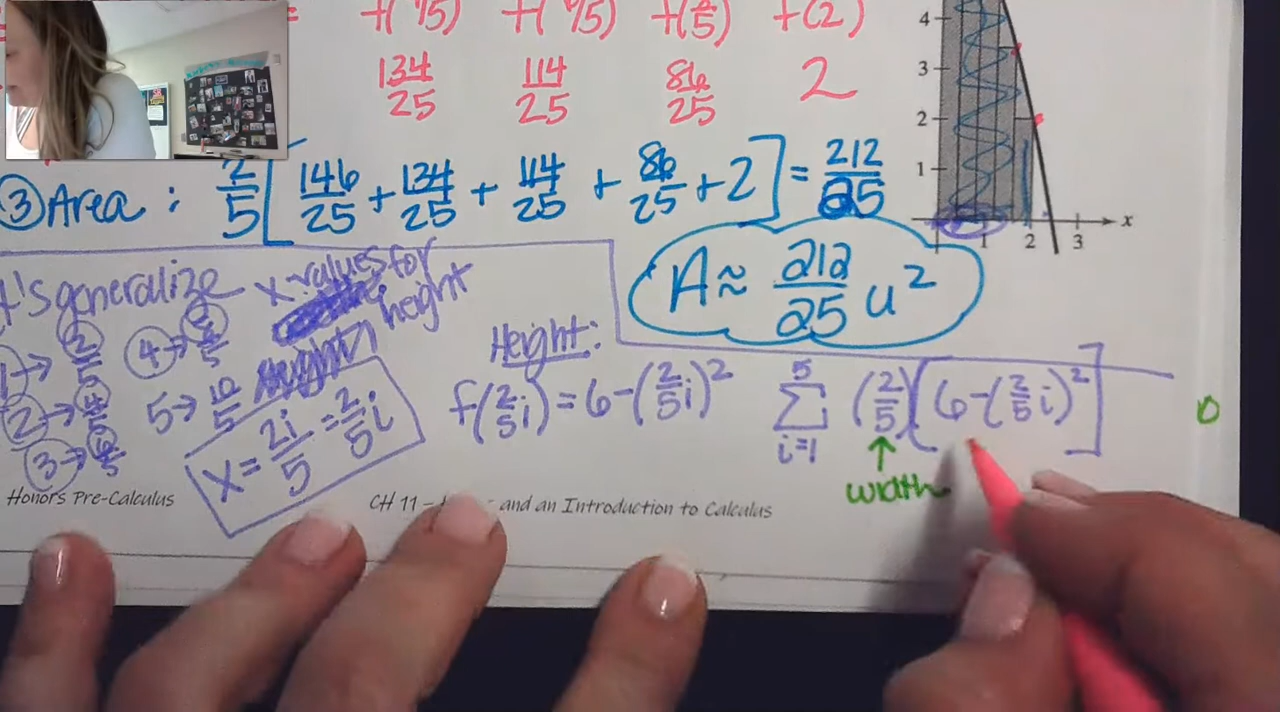 = +(9/5) +(6/5) +(2/5) +(2)
134/25 114/25 86/25 2
③ Area : 2/5 [ 146/25 + 134/25 + 114/25 + 86/25 + 2 ] = 212/25
A ≈ 212/25 u²
4
3
2
1
1 2 3 x
t's generalize
x-values for
height
1 → 2/5
2 → 4/5
3 → 6/5
4 → 8/5
5 → 10/5
x = 2i/5 = 2/5 i
Height:
f(2/5 i) = 6 - (2/5 i)²
5 Σ i=1 (2/5) [6 - (2/5 i)²]
↑
width
Honors Pre-Calculus
CH 11 – and an Introduction to Calculus